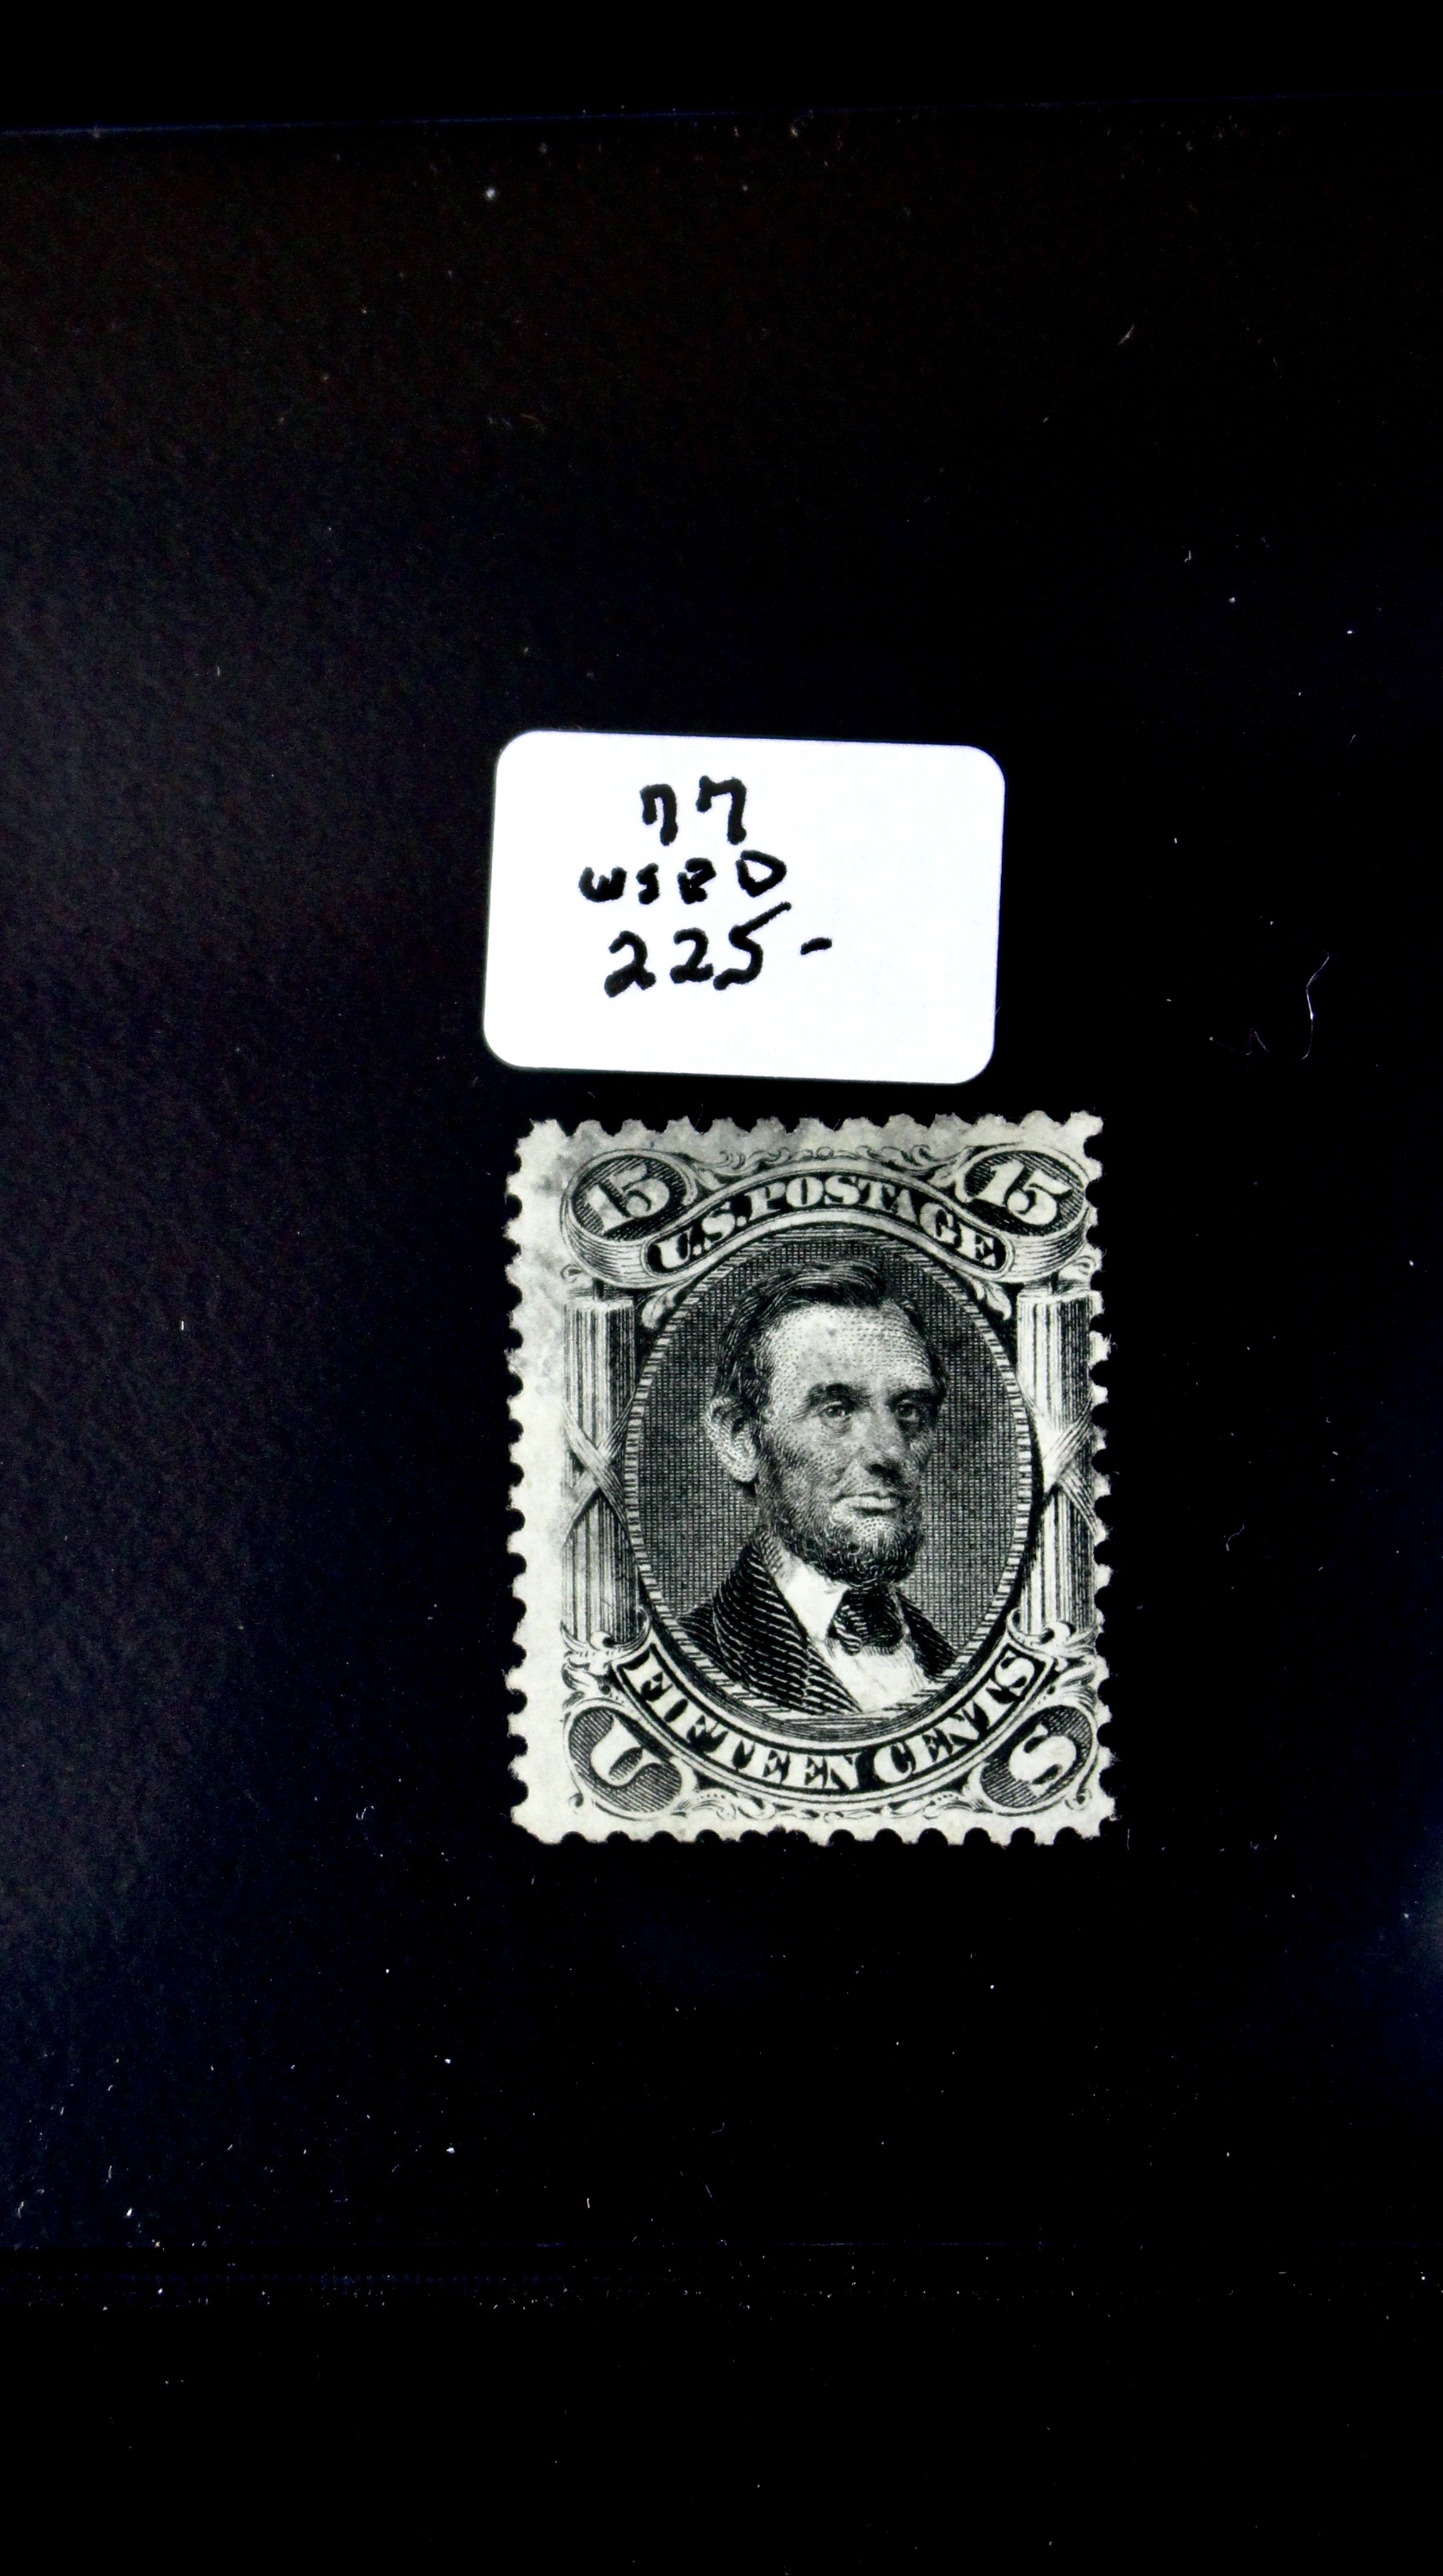 77
USED
225-
15 15
U.S. POSTAGE
FIFTEEN CENTS
U S